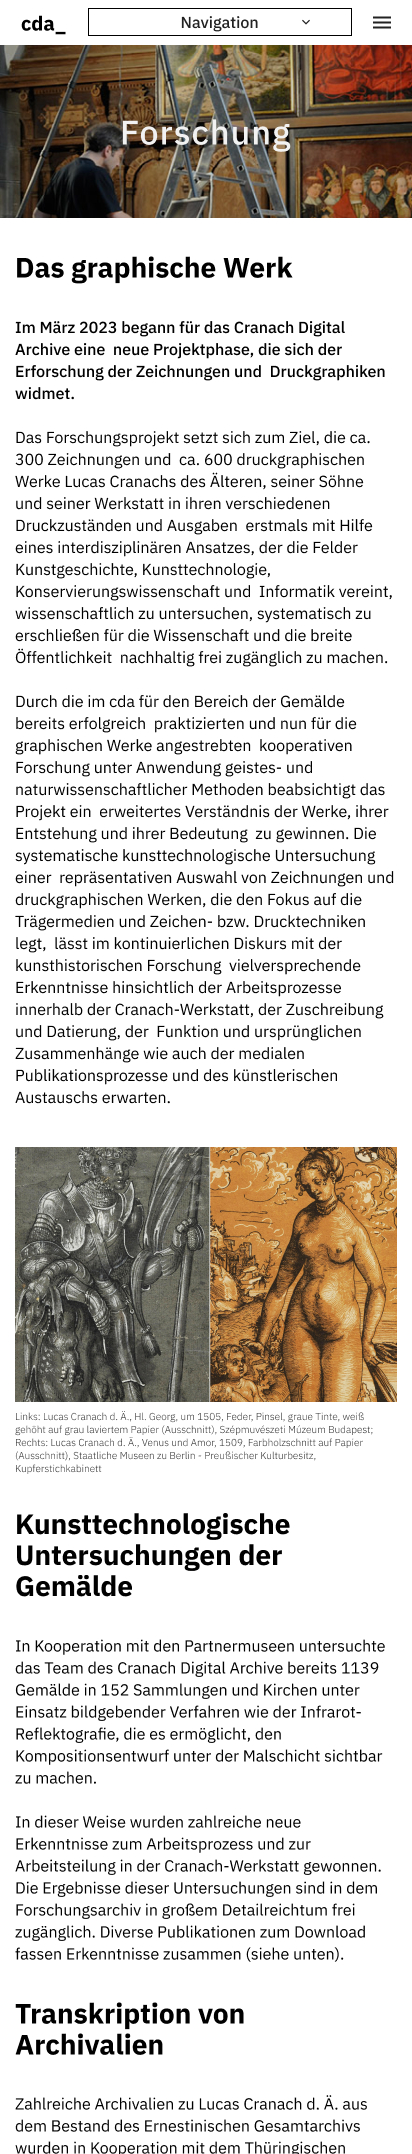 cda_
Navigation
Forschung
Das graphische Werk
Im März 2023 begann für das Cranach Digital
Archive eine neue Projektphase, die sich der
Erforschung der Zeichnungen und Druckgraphiken
widmet.
Das Forschungsprojekt setzt sich zum Ziel, die ca.
300 Zeichnungen und ca. 600 druckgraphischen
Werke Lucas Cranachs des Älteren, seiner Söhne
und seiner Werkstatt in ihren verschiedenen
Druckzuständen und Ausgaben erstmals mit Hilfe
eines interdisziplinären Ansatzes, der die Felder
Kunstgeschichte, Kunsttechnologie,
Konservierungswissenschaft und Informatik vereint,
wissenschaftlich zu untersuchen, systematisch zu
erschließen für die Wissenschaft und die breite
Öffentlichkeit nachhaltig frei zugänglich zu machen.
Durch die im cda für den Bereich der Gemälde
bereits erfolgreich praktizierten und nun für die
graphischen Werke angestrebten kooperativen
Forschung unter Anwendung geistes- und
naturwissenschaftlicher Methoden beabsichtigt das
Projekt ein erweitertes Verständnis der Werke, ihrer
Entstehung und ihrer Bedeutung zu gewinnen. Die
systematische kunsttechnologische Untersuchung
einer repräsentativen Auswahl von Zeichnungen und
druckgraphischen Werken, die den Fokus auf die
Trägermedien und Zeichen- bzw. Drucktechniken
legt, lässt im kontinuierlichen Diskurs mit der
kunsthistorischen Forschung vielversprechende
Erkenntnisse hinsichtlich der Arbeitsprozesse
innerhalb der Cranach-Werkstatt, der Zuschreibung
und Datierung, der Funktion und ursprünglichen
Zusammenhänge wie auch der medialen
Publikationsprozesse und des künstlerischen
Austauschs erwarten.
Links: Lucas Cranach d. Ä., Hl. Georg, um 1505, Feder, Pinsel, graue Tinte, weiß
gehöht auf grau laviertem Papier (Ausschnitt), Szépmuvészeti Múzeum Budapest;
Rechts: Lucas Cranach d. Ä., Venus und Amor, 1509, Farbholzschnitt auf Papier
(Ausschnitt), Staatliche Museen zu Berlin - Preußischer Kulturbesitz,
Kupferstichkabinett
Kunsttechnologische
Untersuchungen der
Gemälde
In Kooperation mit den Partnermuseen untersuchte
das Team des Cranach Digital Archive bereits 1139
Gemälde in 152 Sammlungen und Kirchen unter
Einsatz bildgebender Verfahren wie der Infrarot-
Reflektografie, die es ermöglicht, den
Kompositionsentwurf unter der Malschicht sichtbar
zu machen.
In dieser Weise wurden zahlreiche neue
Erkenntnisse zum Arbeitsprozess und zur
Arbeitsteilung in der Cranach-Werkstatt gewonnen.
Die Ergebnisse dieser Untersuchungen sind in dem
Forschungsarchiv in großem Detailreichtum frei
zugänglich. Diverse Publikationen zum Download
fassen Erkenntnisse zusammen (siehe unten).
Transkription von
Archivalien
Zahlreiche Archivalien zu Lucas Cranach d. Ä. aus
dem Bestand des Ernestinischen Gesamtarchivs
wurden in Kooperation mit dem Thüringischen